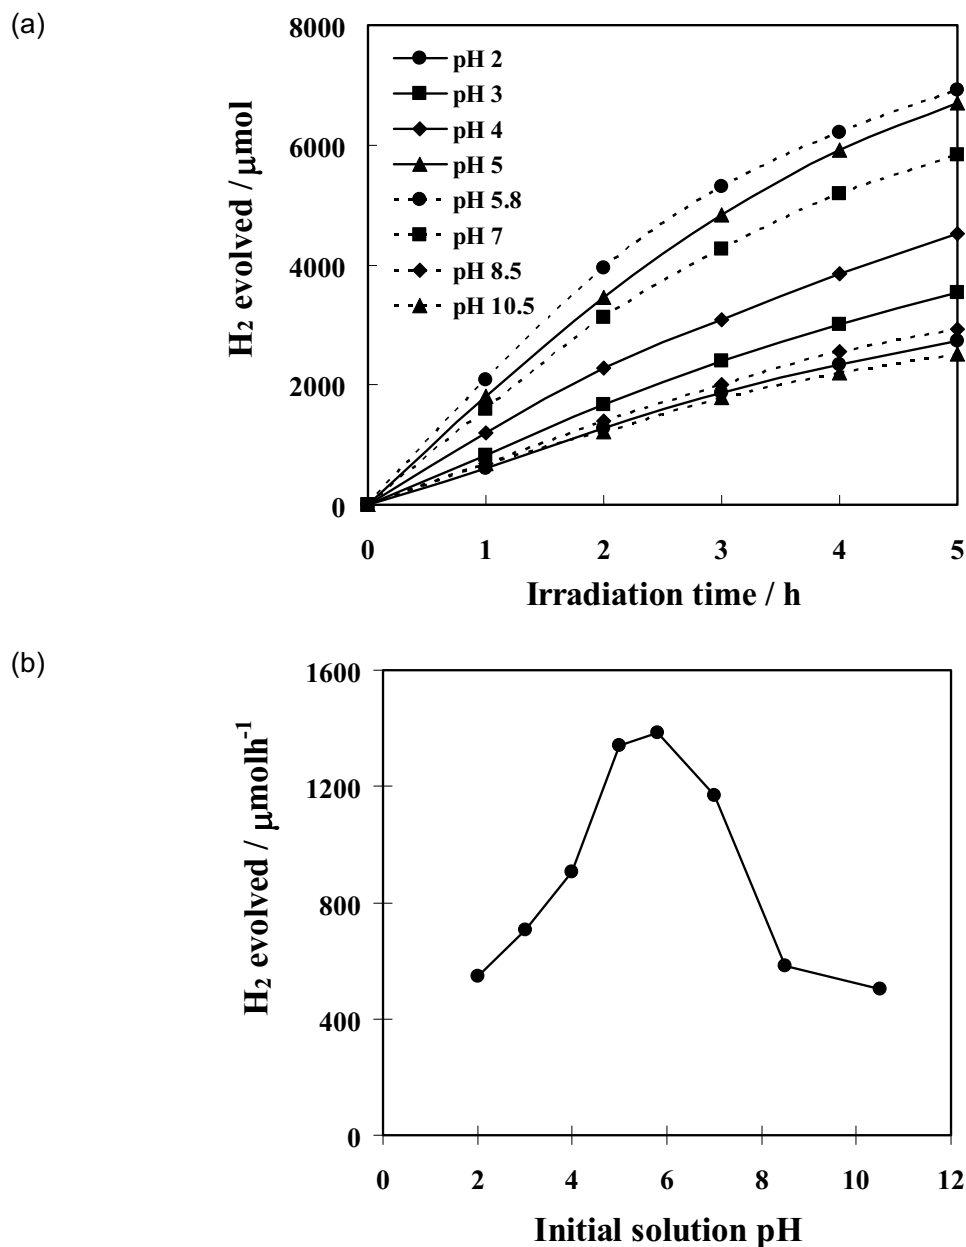 (a)
8000
6000
4000
2000
0
H₂ evolved / μmol
pH 2
pH 3
pH 4
pH 5
pH 5.8
pH 7
pH 8.5
pH 10.5
0 1 2 3 4 5
Irradiation time / h
(b)
1600
1200
800
400
0
H₂ evolved / μmolh⁻¹
0 2 4 6 8 10 12
Initial solution pH